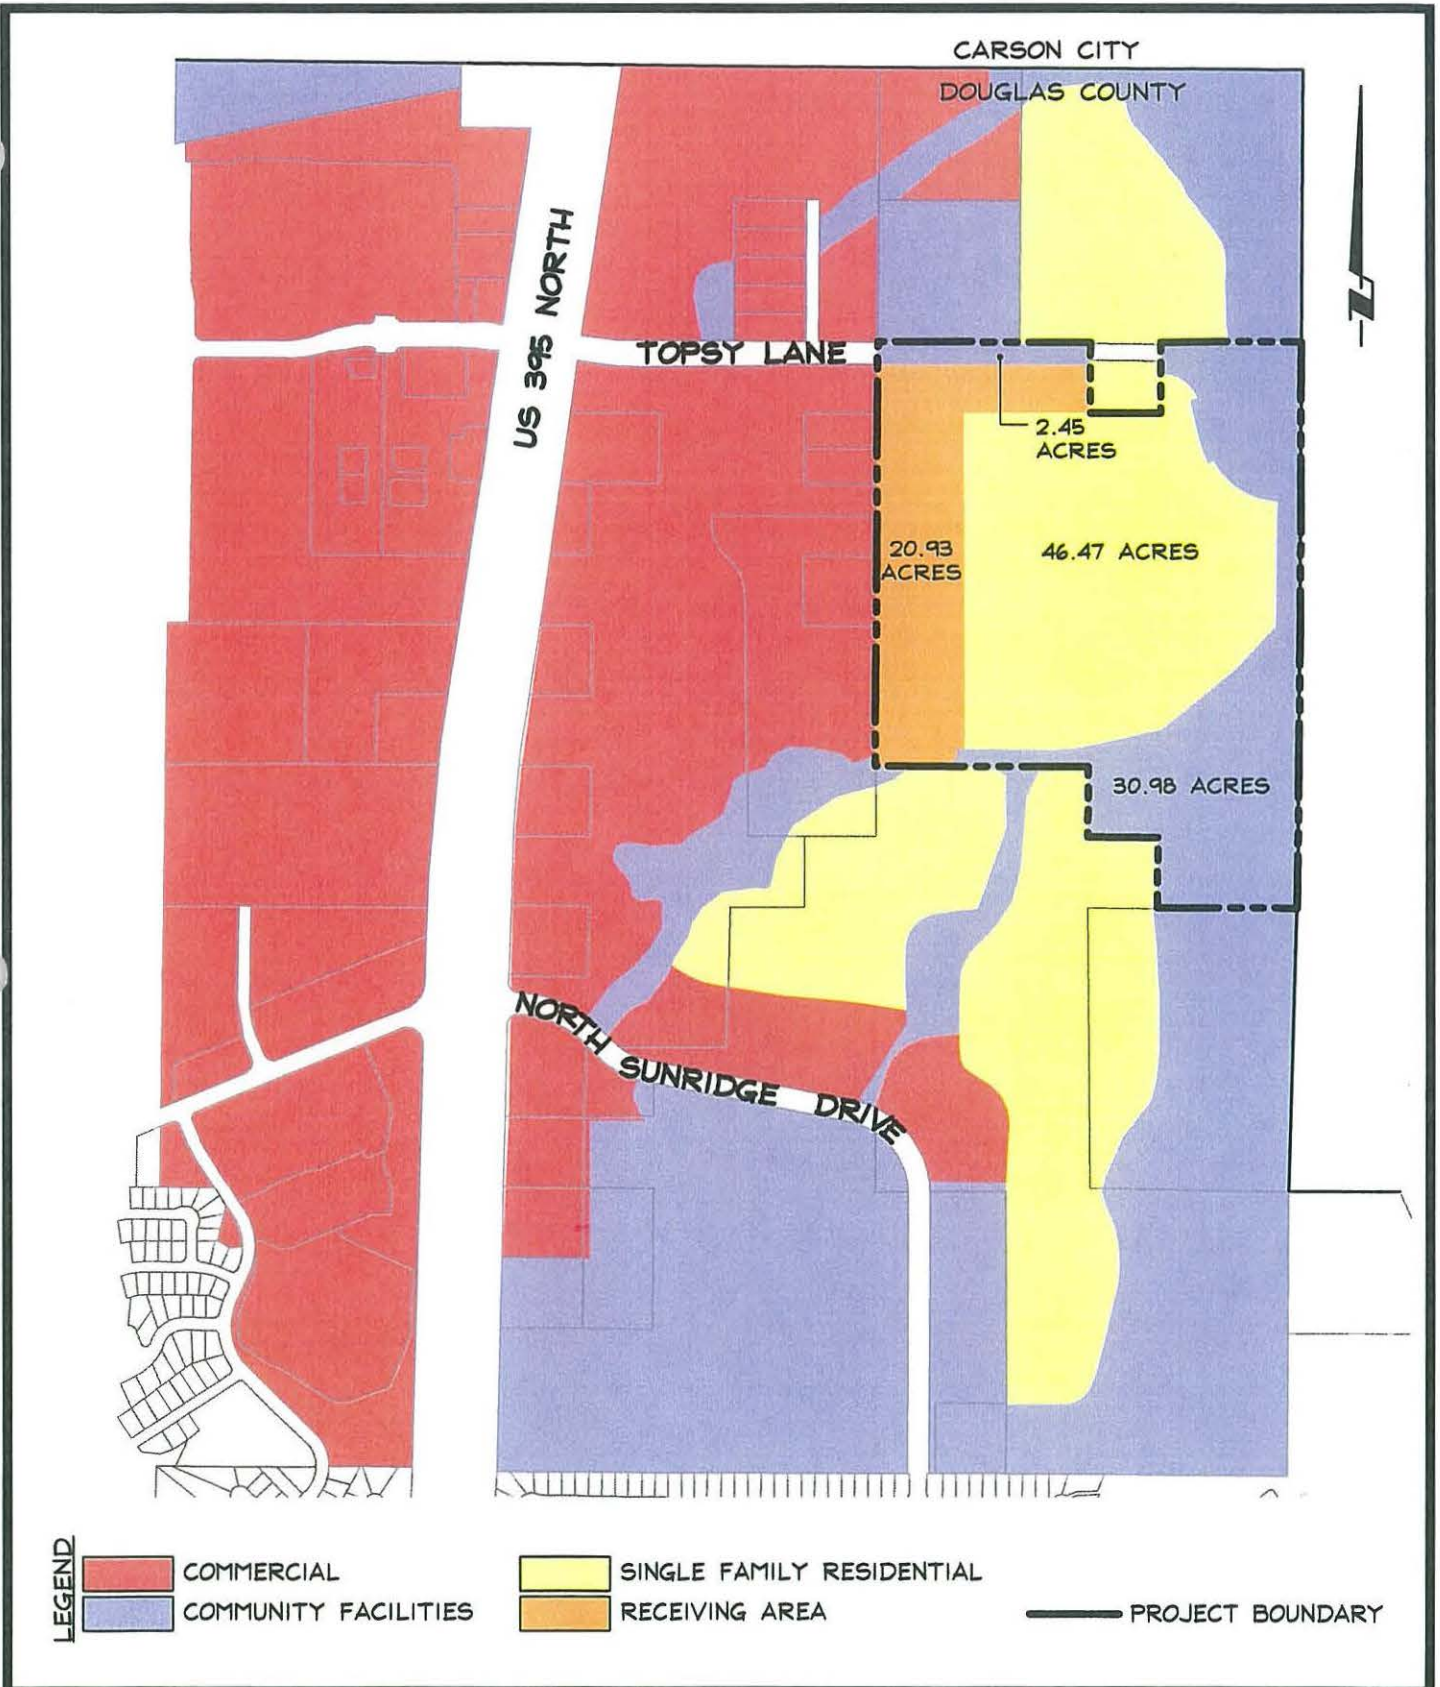 CARSON CITY
DOUGLAS COUNTY
US 395 NORTH
TOPSY LANE
2.45
ACRES
20.93
ACRES
46.47 ACRES
30.98 ACRES
NORTH SUNRIDGE DRIVE
LEGEND
COMMERCIAL
COMMUNITY FACILITIES
SINGLE FAMILY RESIDENTIAL
RECEIVING AREA
PROJECT BOUNDARY